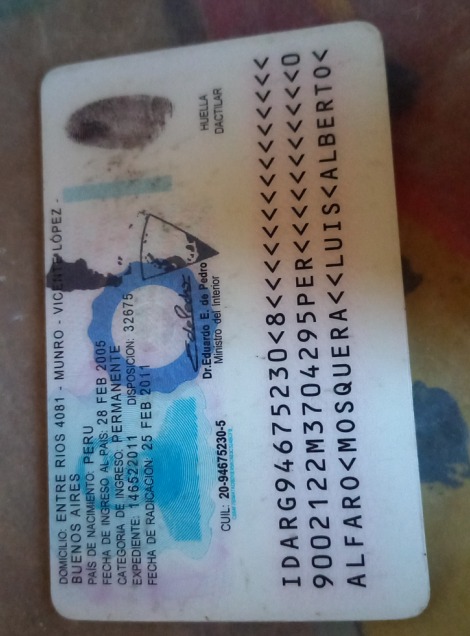 DOMICILIO: ENTRE RIOS 4081 - MUNRO - VICENTE LÓPEZ -
BUENOS AIRES
PAÍS DE NACIMIENTO: PERU
FECHA DE INGRESO AL PAÍS: 28 FEB 2005
CATEGORIA DE INGRESO: PERMANENTE
EXPEDIENTE: 146522011 DISPOSICION: 32675
FECHA DE RADICACIÓN: 25 FEB 2011
HUELLA
DACTILAR
Dr. Eduardo E. de Pedro
Ministro del Interior
CUIL: 20-94675230-5
IDARG94675230<8<<<<<<<<<<<<<<<
9002122M3704295PER<<<<<<<<<<<0
ALFARO<MOSQUERA<<LUIS<ALBERTO<